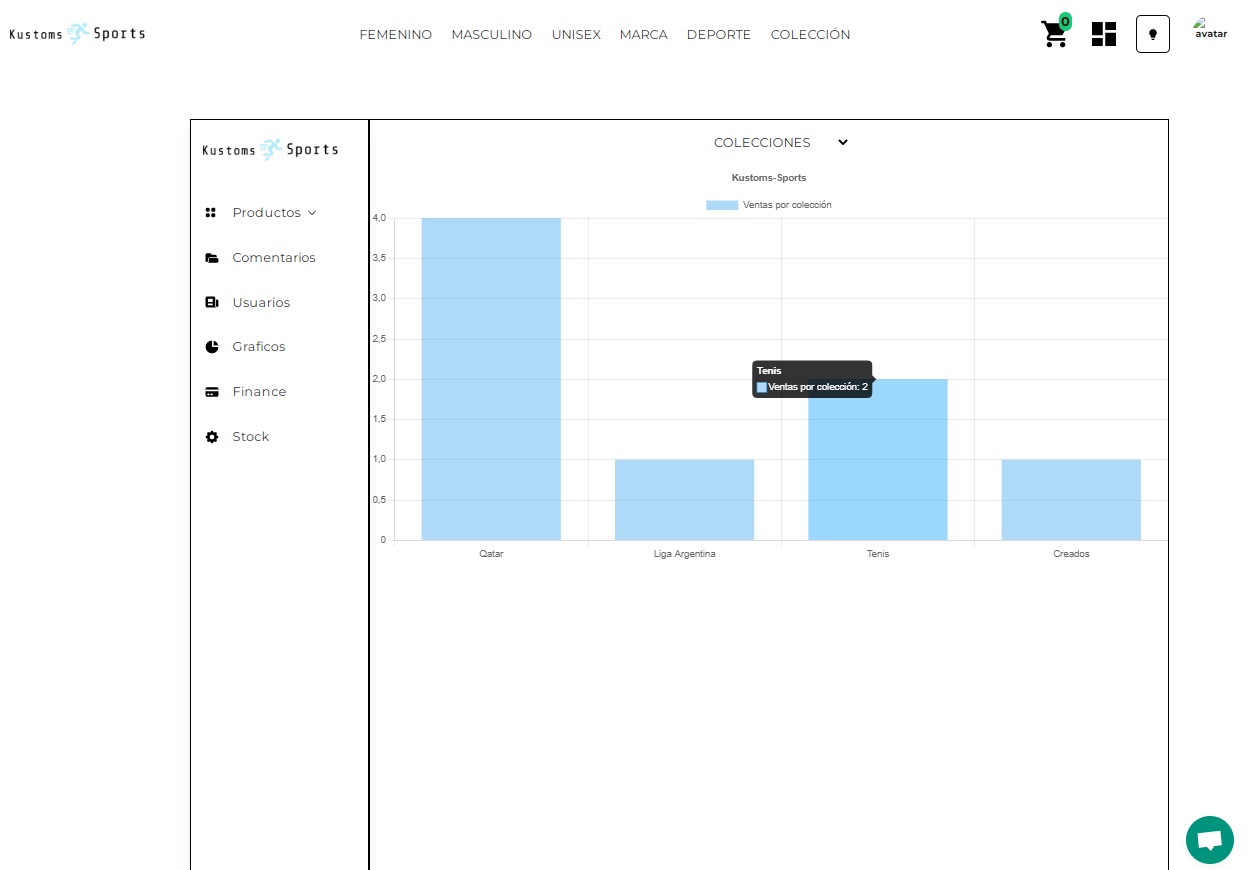 Kustoms Sports
FEMENINO MASCULINO UNISEX MARCA DEPORTE COLECCIÓN
0
avatar
Kustoms Sports
Productos
Comentarios
Usuarios
Graficos
Finance
Stock
COLECCIONES
Kustoms-Sports
Ventas por colección
4,0
3,5
3,0
2,5
2,0
1,5
1,0
0,5
0
Tenis
Ventas por colección: 2
Qatar Liga Argentina Tenis Creados